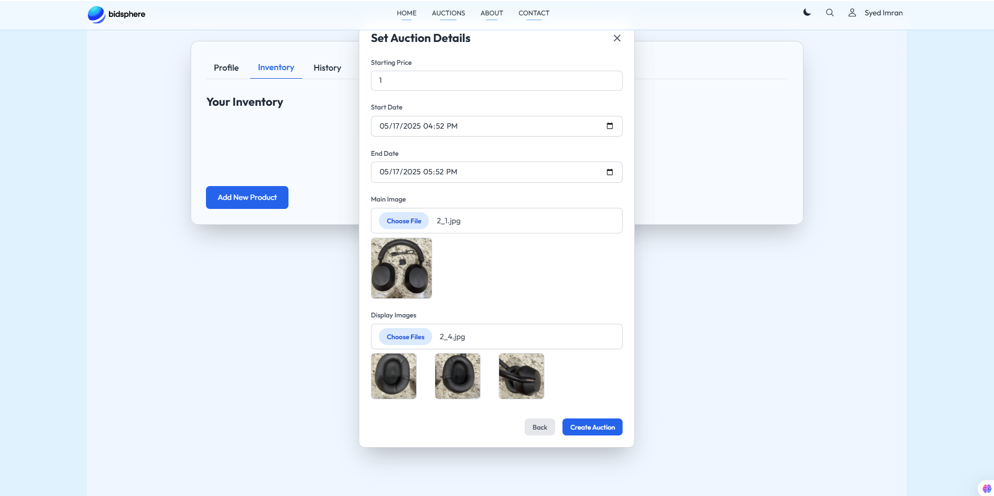 bidsphere
HOME AUCTIONS ABOUT CONTACT
Syed Imran
Profile Inventory History
Your Inventory
Add New Product
Set Auction Details
Starting Price
1
Start Date
05/17/2025 04:52 PM
End Date
05/17/2025 05:52 PM
Main Image
Choose File 2_1.jpg
Display Images
Choose Files 2_4.jpg
Back Create Auction